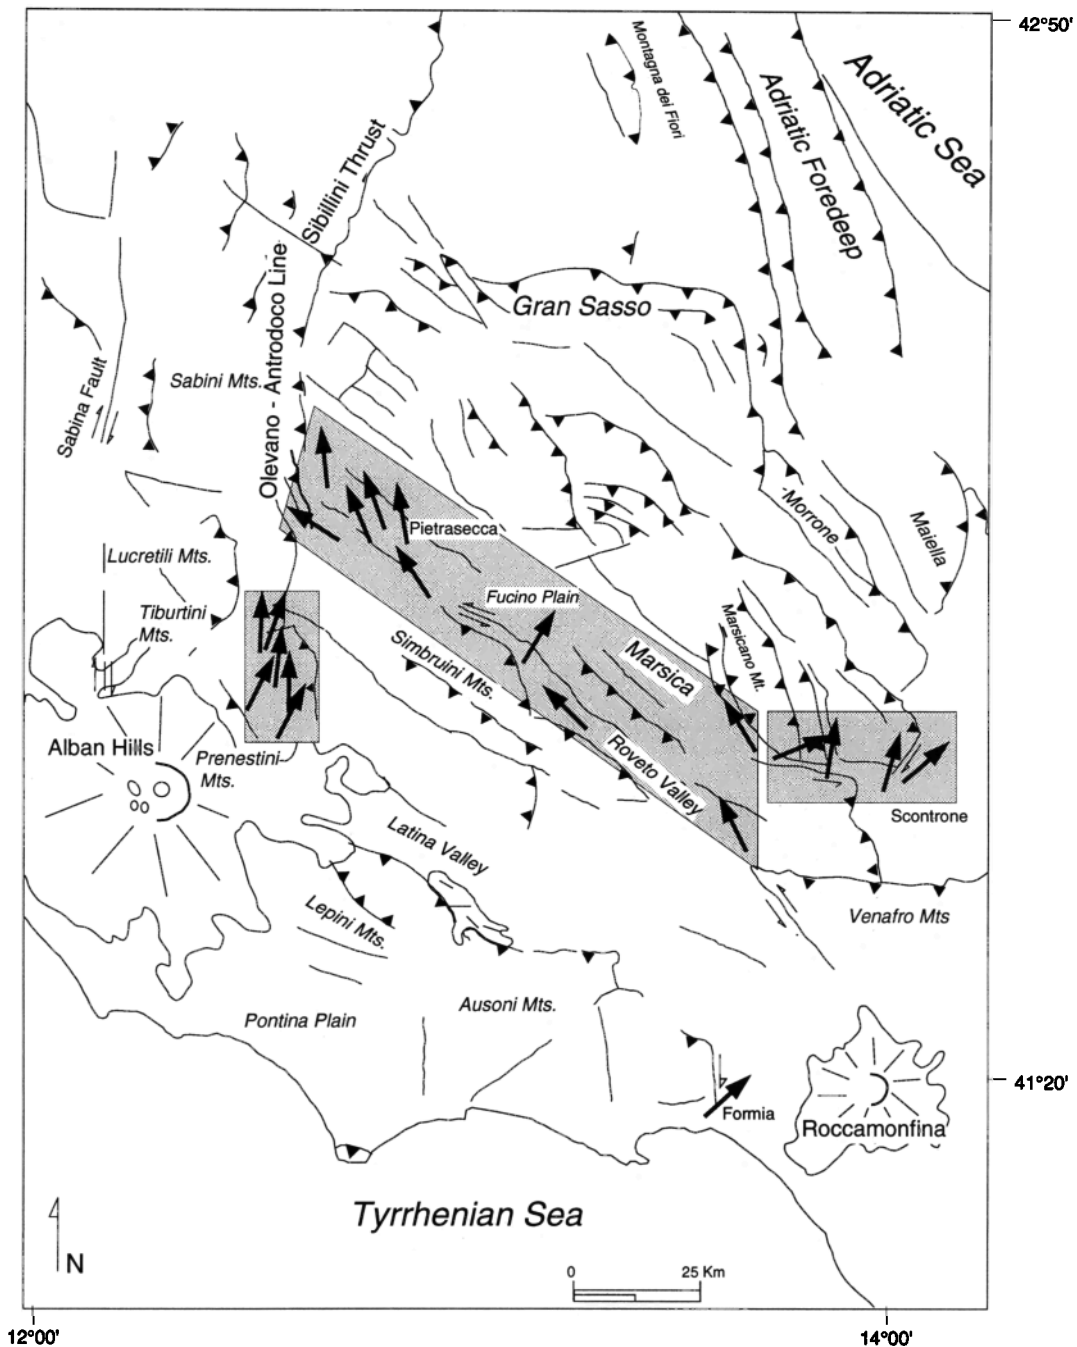 42°50'
Montagna dei Fiori
Adriatic Sea
Adriatic Foredeep
Sibillini Thrust
Olevano - Antrodoco Line
Gran Sasso
Sabina Fault
Sabini Mts.
Pietrasecca
Morrone
Maiella
Lucretili Mts.
Tiburtini
Mts.
Fucino Plain
Simbruini Mts.
Marsica
Marsicano Mt.
Alban Hills
Prenestini
Mts.
Roveto Valley
Scontrone
Latina Valley
Lepini Mts.
Venafro Mts
Ausoni Mts.
Pontina Plain
41°20'
Formia
Roccamonfina
Tyrrhenian Sea
N
0 25 Km
12°00' 14°00'